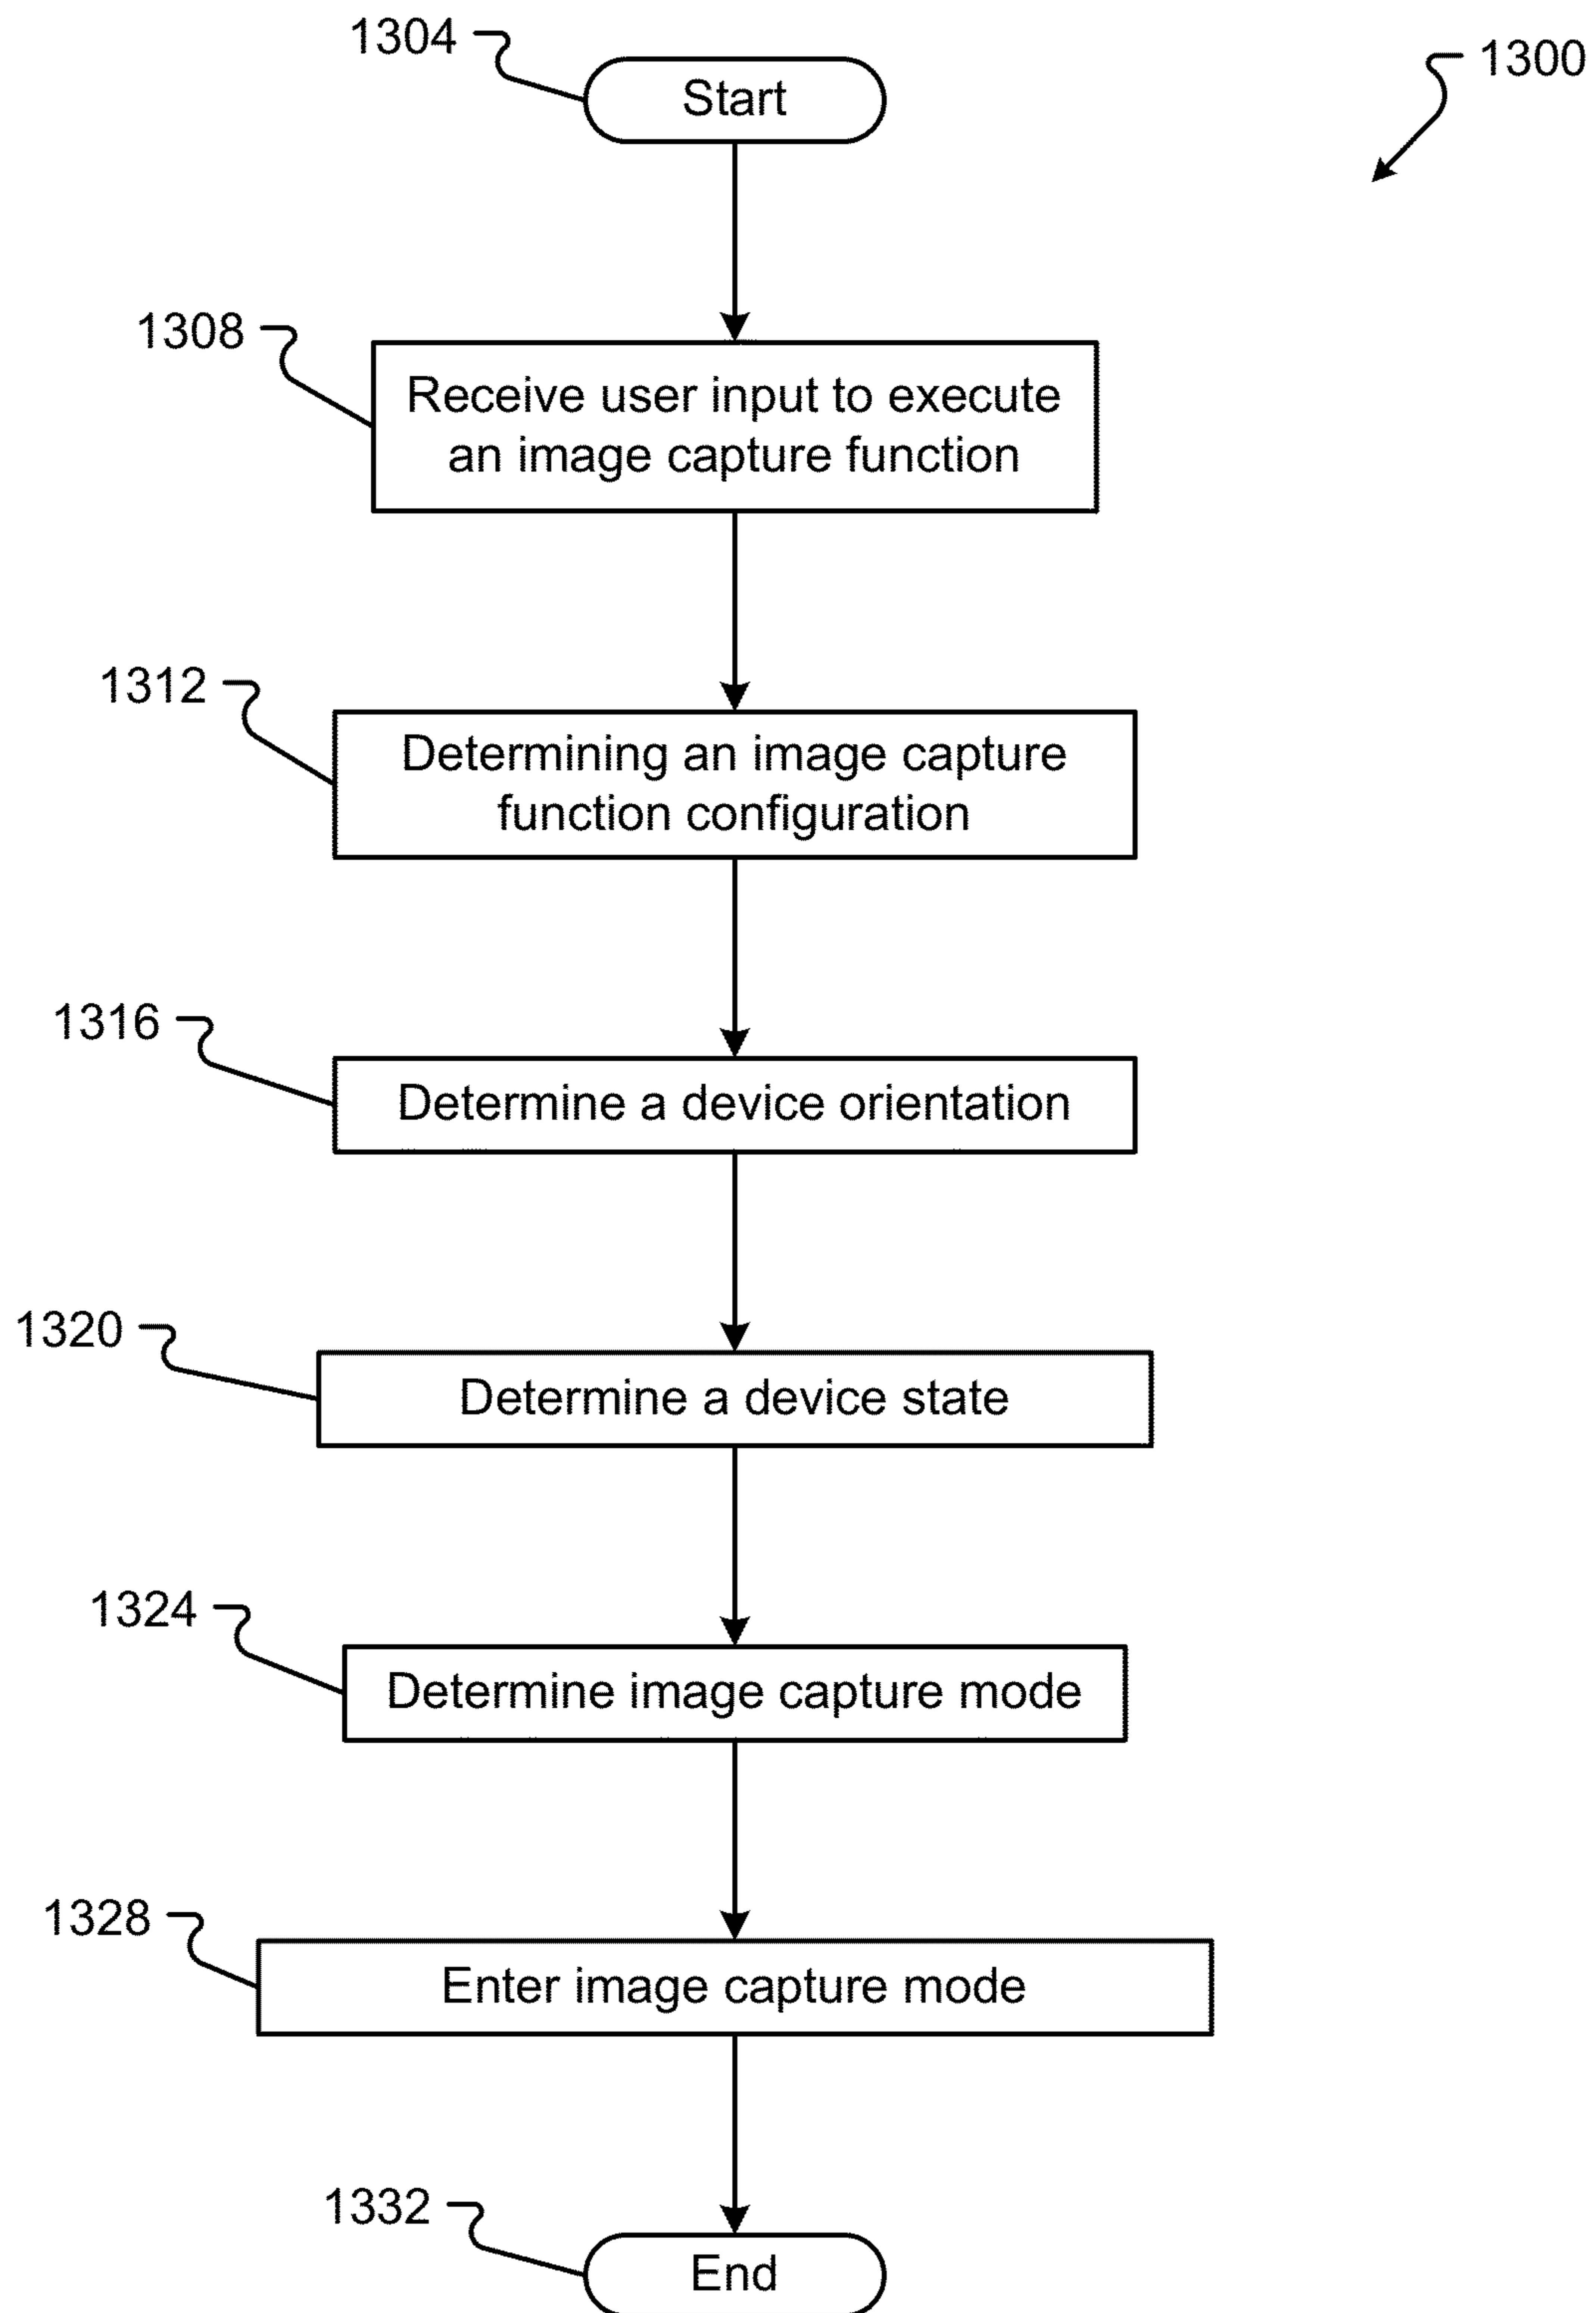 1304
Start
1300
1308
Receive user input to execute
an image capture function
1312
Determining an image capture
function configuration
1316
Determine a device orientation
1320
Determine a device state
1324
Determine image capture mode
1328
Enter image capture mode
1332
End